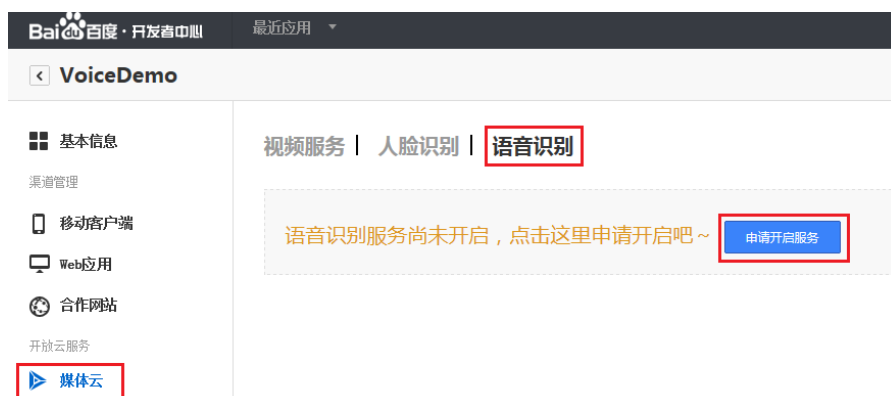 Bai du 百度·开发者中心 最近应用
VoiceDemo
基本信息
渠道管理
移动客户端
Web应用
合作网站
开放云服务
媒体云
视频服务 | 人脸识别 | 语音识别
语音识别服务尚未开启，点击这里申请开启吧～ 申请开启服务